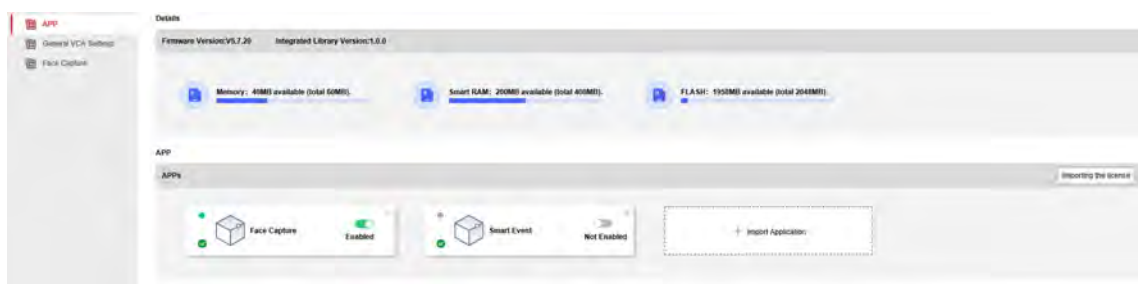 APP
General VCA Settings
Face Capture
Details
Firmware Version:V5.7.20 Integrated Library Version:1.0.0
Memory: 40MB available (total 60MB).
Smart RAM: 200MB available (total 400MB).
FLASH: 1950MB available (total 2048MB).
APP
APPs
Importing the license
Face Capture
Enabled
Smart Event
Not Enabled
+ Import Application